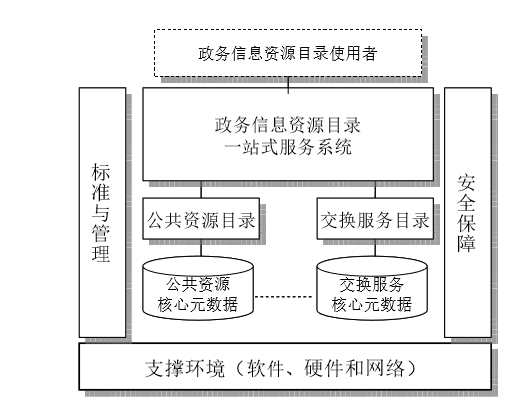 政务信息资源目录使用者
政务信息资源目录
一站式服务系统
标准与管理
公共资源目录
交换服务目录
安全保障
公共资源
核心元数据
交换服务
核心元数据
支撑环境（软件、硬件和网络）